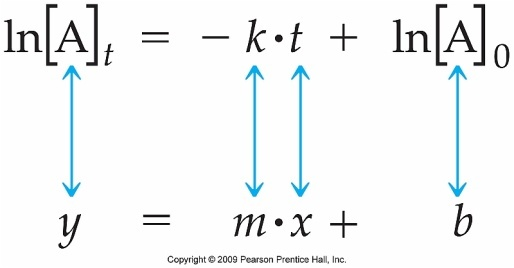 ln[A]t = − k·t + ln[A]0
y = m·x + b
Copyright © 2009 Pearson Prentice Hall, Inc.